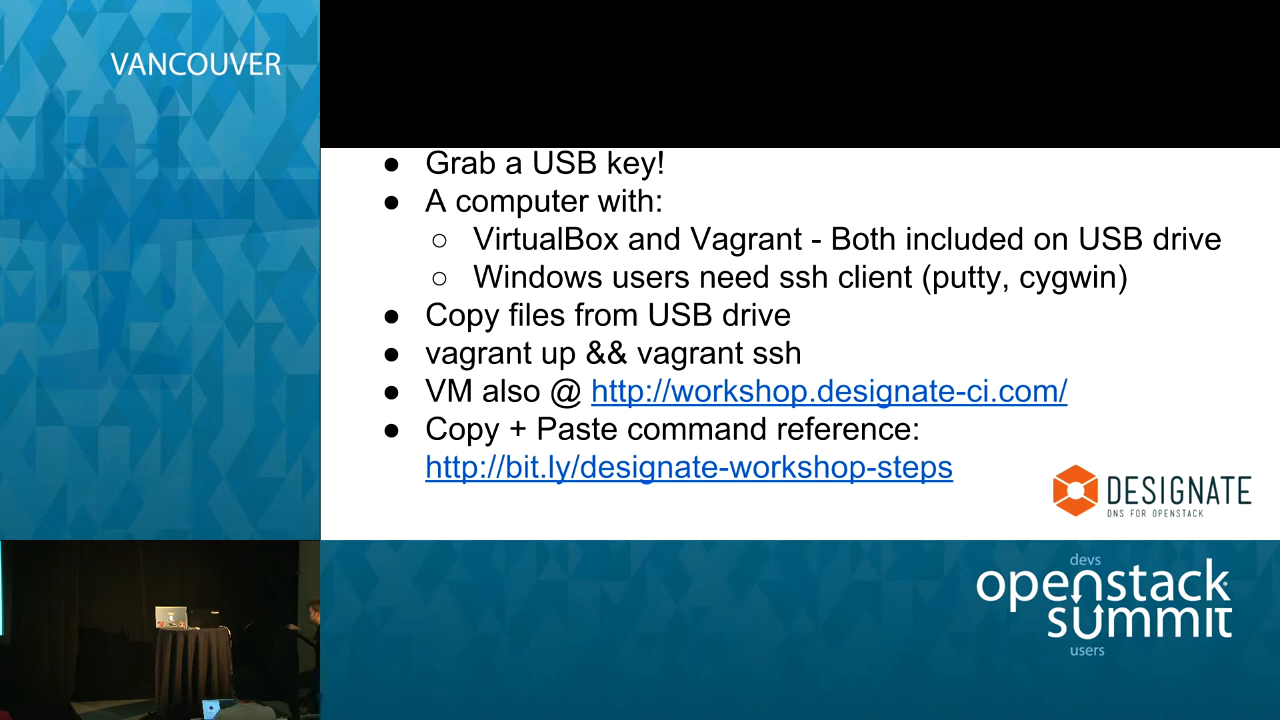 VANCOUVER
● Grab a USB key!
● A computer with:
○ VirtualBox and Vagrant - Both included on USB drive
○ Windows users need ssh client (putty, cygwin)
● Copy files from USB drive
● vagrant up && vagrant ssh
● VM also @ http://workshop.designate-ci.com/
● Copy + Paste command reference:
http://bit.ly/designate-workshop-steps
DESIGNATE
DNS FOR OPENSTACK
devs
openstack
summit
users